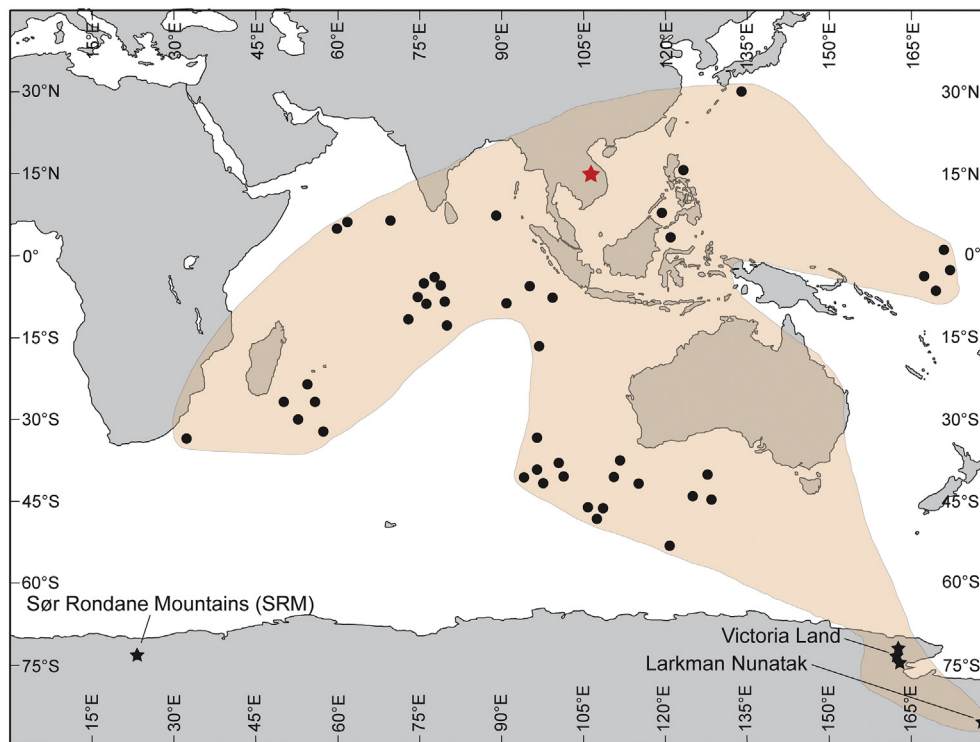 15°E 30°E 45°E 60°E 75°E 90°E 105°E 120°E 135°E 150°E 165°E
30°N 30°N
15°N 15°N
0° 0°
15°S 15°S
30°S 30°S
45°S 45°S
60°S 60°S
Sør Rondane Mountains (SRM)
Victoria Land
75°S 75°S
Larkman Nunatak
15°E 30°E 45°E 60°E 75°E 90°E 105°E 120°E 135°E 150°E 165°E